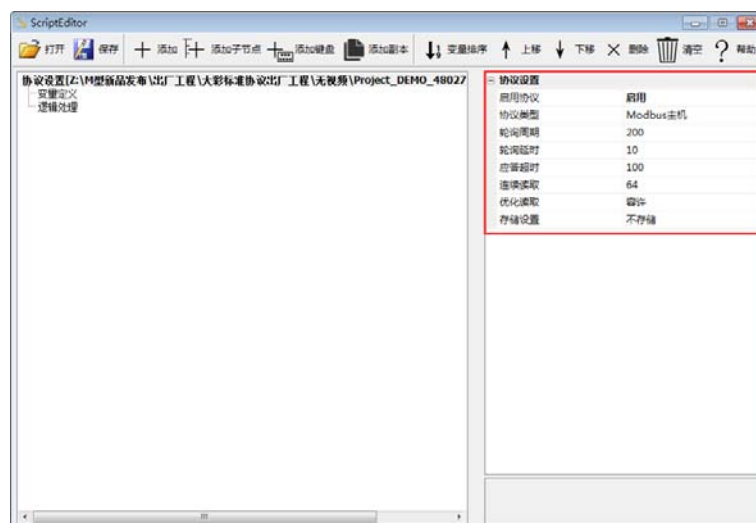 ScriptEditor
打开 保存 添加 添加子节点 添加键盘 添加副本 变量排序 上移 下移 删除 清空 帮助
协议设置[Z:\M型新品发布\出厂工程\大彩标准协议出厂工程\无视频\Project_DEMO_48027
变量定义
逻辑处理
协议设置
启用协议 启用
协议类型 Modbus主机
轮询周期 200
轮询延时 10
应答超时 100
连续读取 64
优化读取 容许
存储设置 不存储